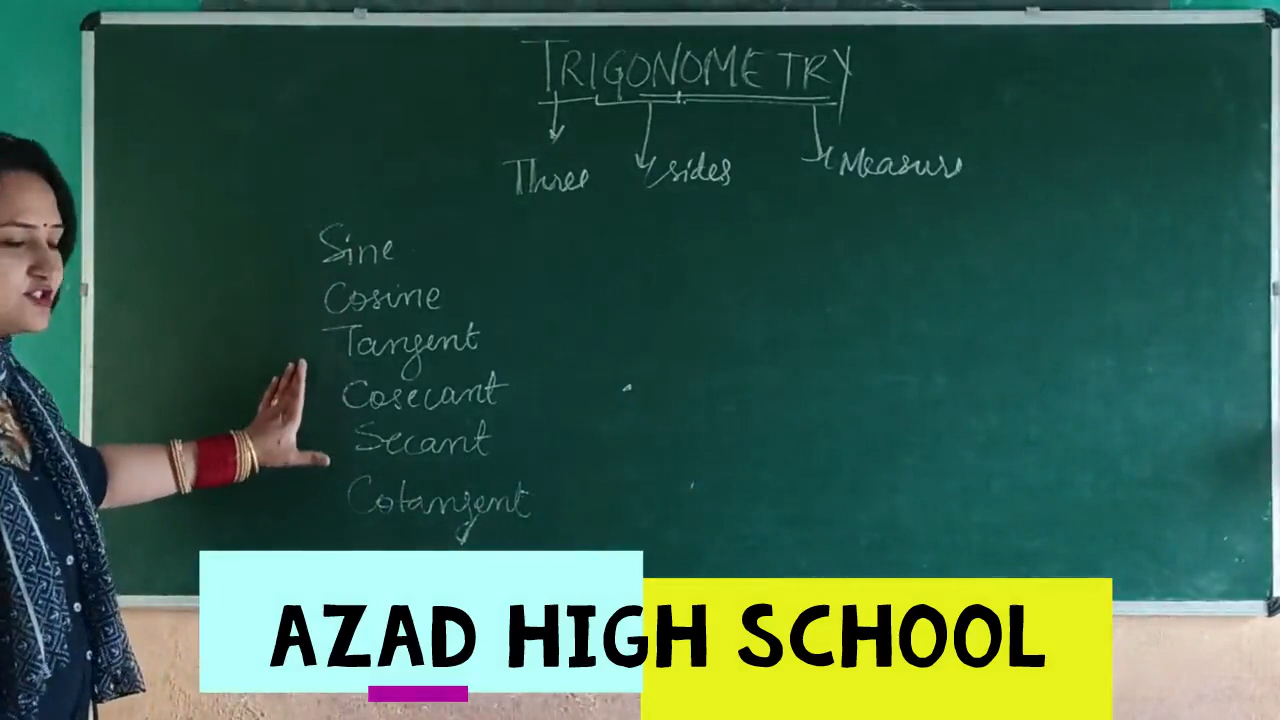 TRIGONOMETRY
Three sides Measure
Sine
Cosine
Tangent
Cosecant
Secant
Cotangent
AZAD HIGH SCHOOL